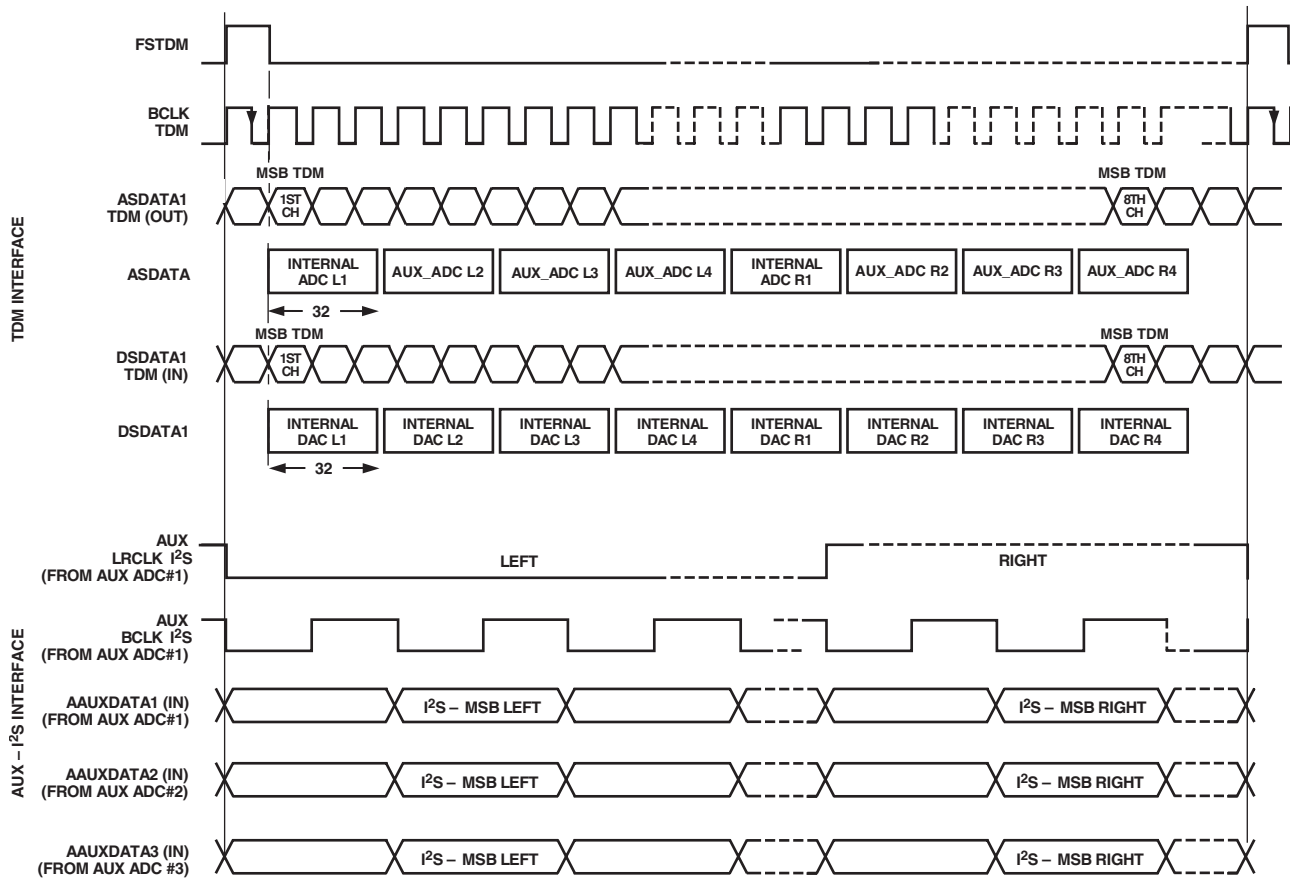 TDM INTERFACE
FSTDM
BCLK
TDM
MSB TDM
MSB TDM
ASDATA1
TDM (OUT)
1ST
CH
8TH
CH
ASDATA
INTERNAL
ADC L1
AUX_ADC L2
AUX_ADC L3
AUX_ADC L4
INTERNAL
ADC R1
AUX_ADC R2
AUX_ADC R3
AUX_ADC R4
32
MSB TDM
MSB TDM
DSDATA1
TDM (IN)
1ST
CH
8TH
CH
DSDATA1
INTERNAL
DAC L1
INTERNAL
DAC L2
INTERNAL
DAC L3
INTERNAL
DAC L4
INTERNAL
DAC R1
INTERNAL
DAC R2
INTERNAL
DAC R3
INTERNAL
DAC R4
32
AUX – I²S INTERFACE
AUX
LRCLK I²S
(FROM AUX ADC#1)
LEFT
RIGHT
AUX
BCLK I²S
(FROM AUX ADC#1)
AAUXDATA1 (IN)
(FROM AUX ADC#1)
I²S – MSB LEFT
I²S – MSB RIGHT
AAUXDATA2 (IN)
(FROM AUX ADC#2)
I²S – MSB LEFT
I²S – MSB RIGHT
AAUXDATA3 (IN)
(FROM AUX ADC #3)
I²S – MSB LEFT
I²S – MSB RIGHT